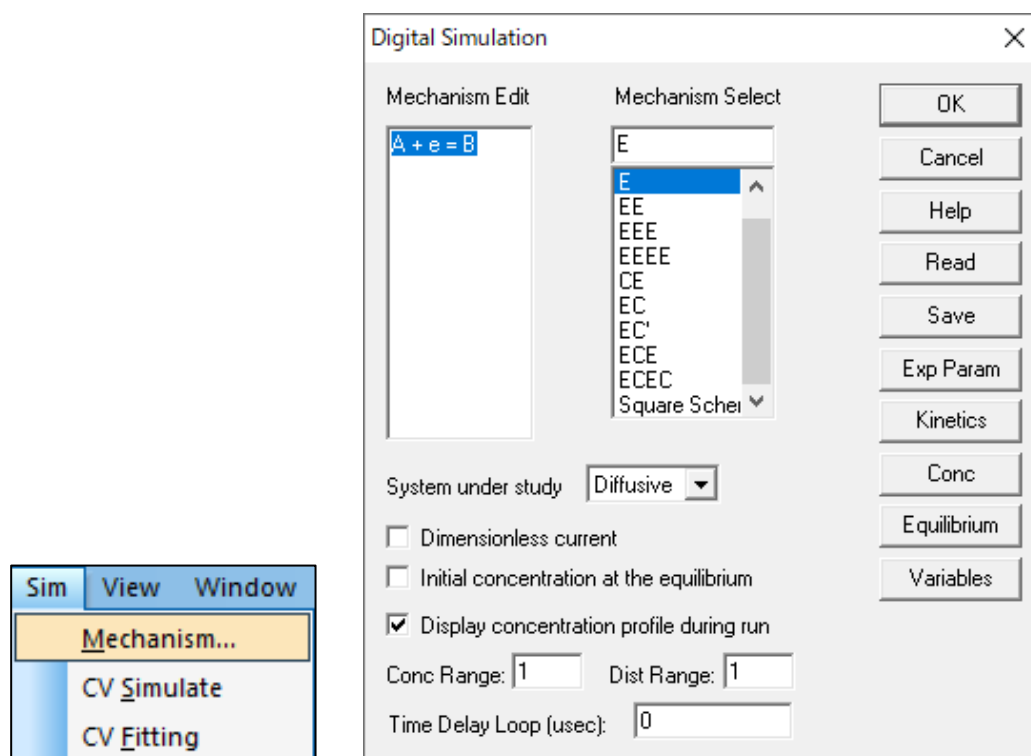 Digital Simulation
Mechanism Edit
Mechanism Select
A + e = B
E
E
EE
EEE
EEEE
CE
EC
EC'
ECE
ECEC
Square Scher
OK
Cancel
Help
Read
Save
Exp Param
Kinetics
Conc
Equilibrium
Variables
System under study Diffusive
Dimensionless current
Initial concentration at the equilibrium
Display concentration profile during run
Conc Range: 1 Dist Range: 1
Time Delay Loop (usec): 0
Sim View Window
Mechanism...
CV Simulate
CV Fitting